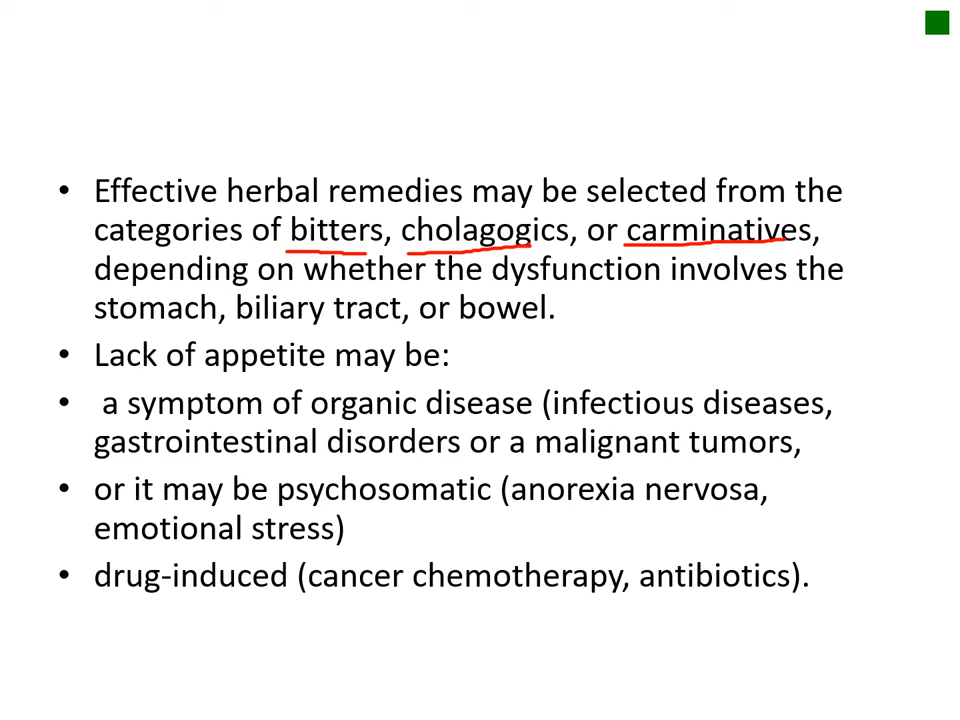 • Effective herbal remedies may be selected from the
categories of bitters, cholagogics, or carminatives,
depending on whether the dysfunction involves the
stomach, biliary tract, or bowel.
• Lack of appetite may be:
• a symptom of organic disease (infectious diseases,
gastrointestinal disorders or a malignant tumors,
• or it may be psychosomatic (anorexia nervosa,
emotional stress)
• drug-induced (cancer chemotherapy, antibiotics).